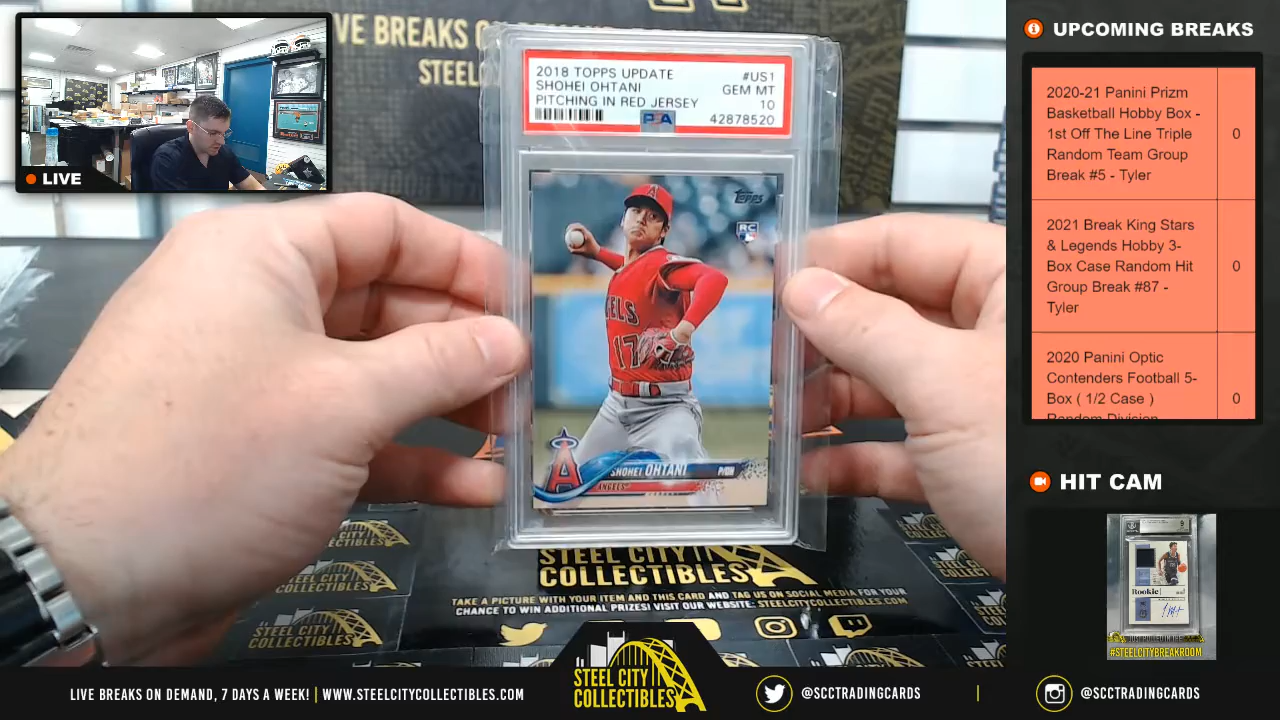 VE BREAKS
STEEL
LIVE
2018 TOPPS UPDATE #US1
SHOHEI OHTANI GEM MT
PITCHING IN RED JERSEY 10
PSA 42878520
Topps
RC
A
ELS
17
A
SHOHEI OHTANI P/DH
ANGELS
STEEL CITY
COLLECTIBLES
TAKE A PICTURE WITH YOUR ITEM AND THIS CARD AND TAG US ON SOCIAL MEDIA FOR YOUR
CHANCE TO WIN ADDITIONAL PRIZES! VISIT OUR WEBSITE: STEELCITYCOLLECTIBLES.COM
STEEL CITY
COLLECTIBLES
UPCOMING BREAKS
2020-21 Panini Prizm
Basketball Hobby Box -
1st Off The Line Triple
Random Team Group
Break #5 - Tyler
0
2021 Break King Stars
& Legends Hobby 3-
Box Case Random Hit
Group Break #87 -
Tyler
0
2020 Panini Optic
Contenders Football 5-
Box ( 1/2 Case )
Random Division
0
HIT CAM
9
Rookie
#STEELCITYBREAKROOM
LIVE BREAKS ON DEMAND, 7 DAYS A WEEK! | WWW.STEELCITYCOLLECTIBLES.COM
STEEL CITY
COLLECTIBLES
@SCCTRADINGCARDS
|
@SCCTRADINGCARDS